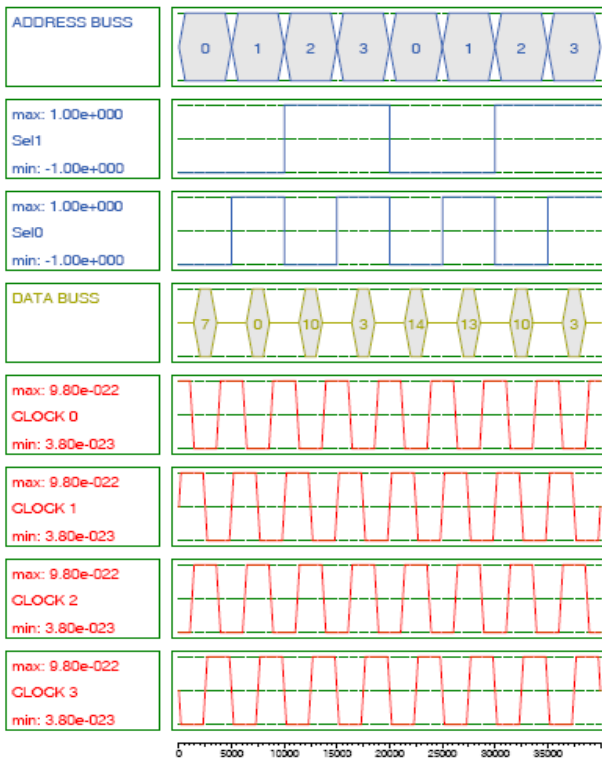 ADDRESS BUSS
0 1 2 3 0 1 2 3
max: 1.00e+000
Sel1
min: -1.00e+000
max: 1.00e+000
Sel0
min: -1.00e+000
DATA BUSS
7 0 10 3 14 13 10 3
max: 9.80e-022
CLOCK 0
min: 3.80e-023
max: 9.80e-022
CLOCK 1
min: 3.80e-023
max: 9.80e-022
CLOCK 2
min: 3.80e-023
max: 9.80e-022
CLOCK 3
min: 3.80e-023
0 5000 10000 15000 20000 25000 30000 35000